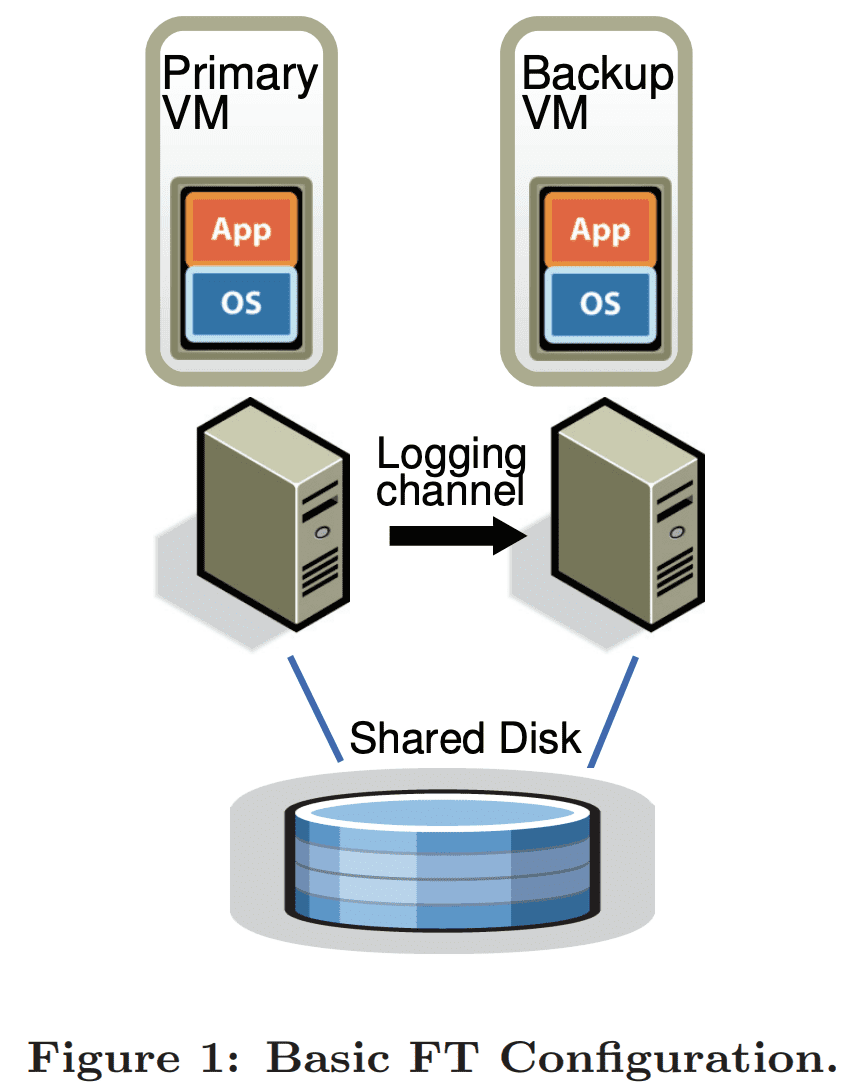 Primary
VM
Backup
VM
App
OS
App
OS
Logging
channel
Shared Disk
Figure 1: Basic FT Configuration.